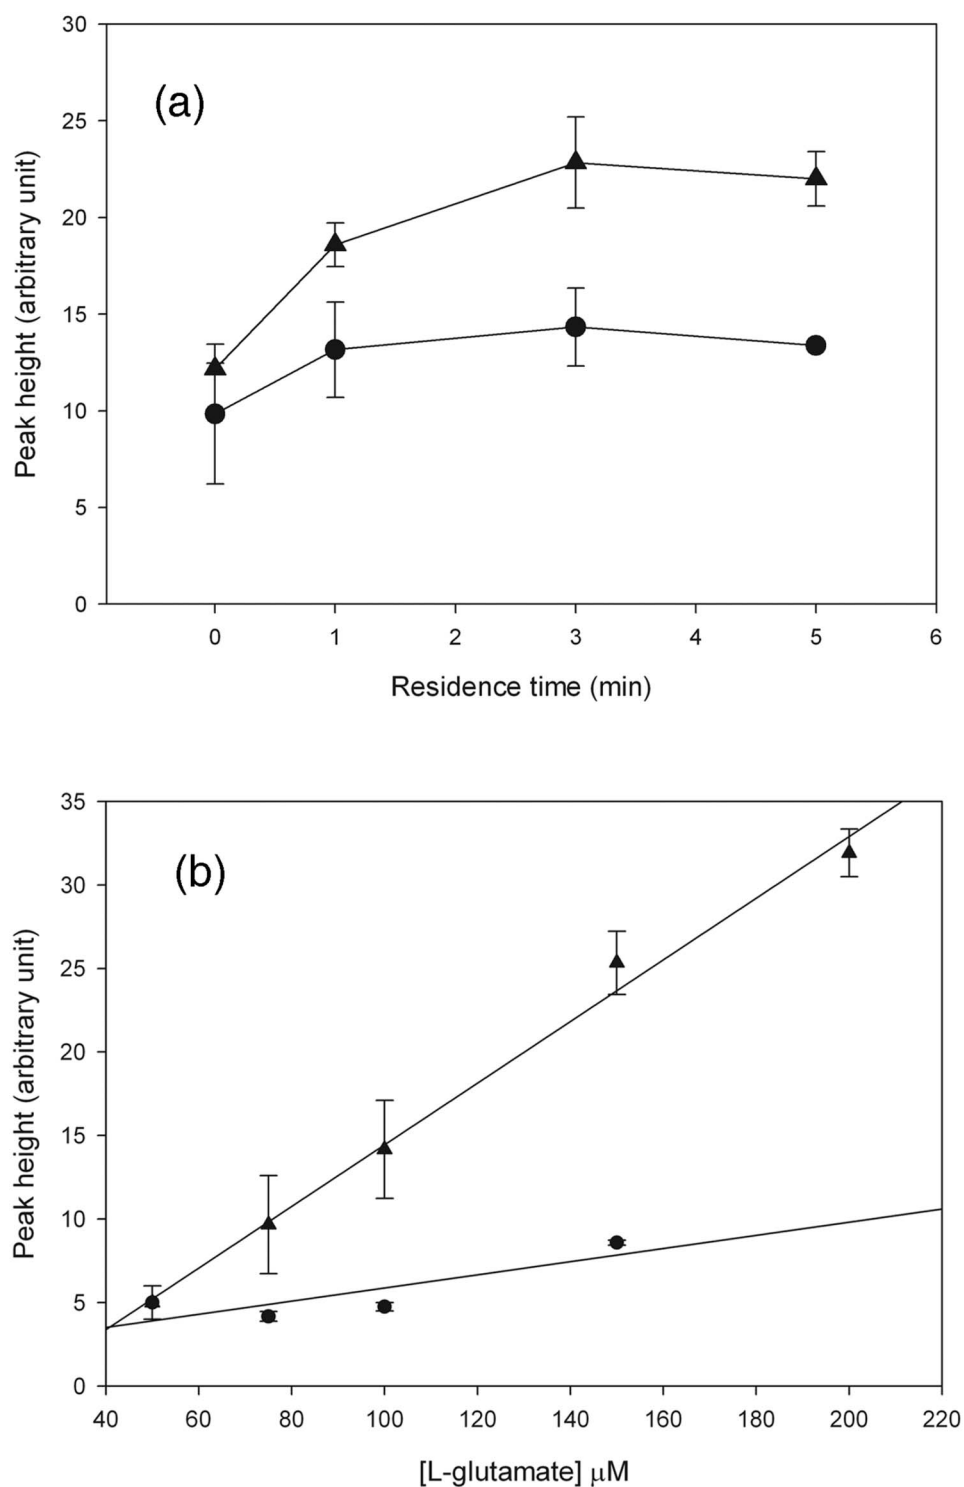 30
(a)
25
20
15
10
5
0
Peak height (arbitrary unit)
0 1 2 3 4 5 6
Residence time (min)
35
(b)
30
25
20
15
10
5
0
Peak height (arbitrary unit)
40 60 80 100 120 140 160 180 200 220
[L-glutamate] μM